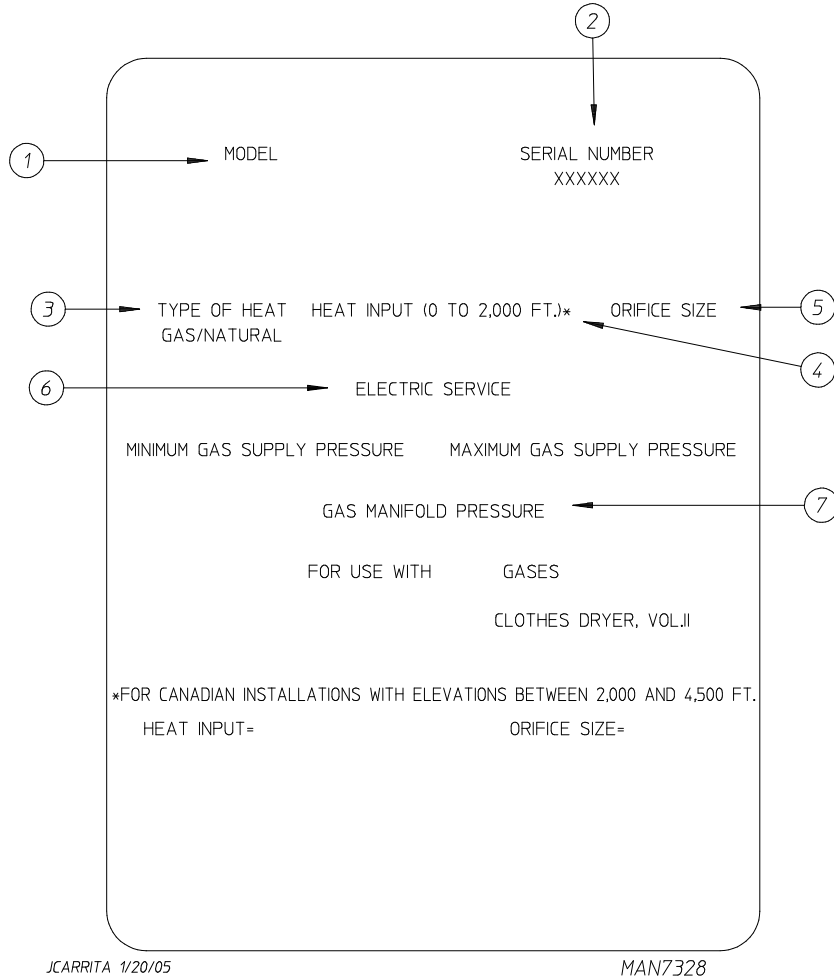 2
1 MODEL SERIAL NUMBER
XXXXXX
3 TYPE OF HEAT HEAT INPUT (0 TO 2,000 FT.)* ORIFICE SIZE 5
GAS/NATURAL
4
6 ELECTRIC SERVICE
MINIMUM GAS SUPPLY PRESSURE MAXIMUM GAS SUPPLY PRESSURE
GAS MANIFOLD PRESSURE 7
FOR USE WITH GASES
CLOTHES DRYER, VOL.II
*FOR CANADIAN INSTALLATIONS WITH ELEVATIONS BETWEEN 2,000 AND 4,500 FT.
HEAT INPUT= ORIFICE SIZE=
JCARRITA 1/20/05 MAN7328